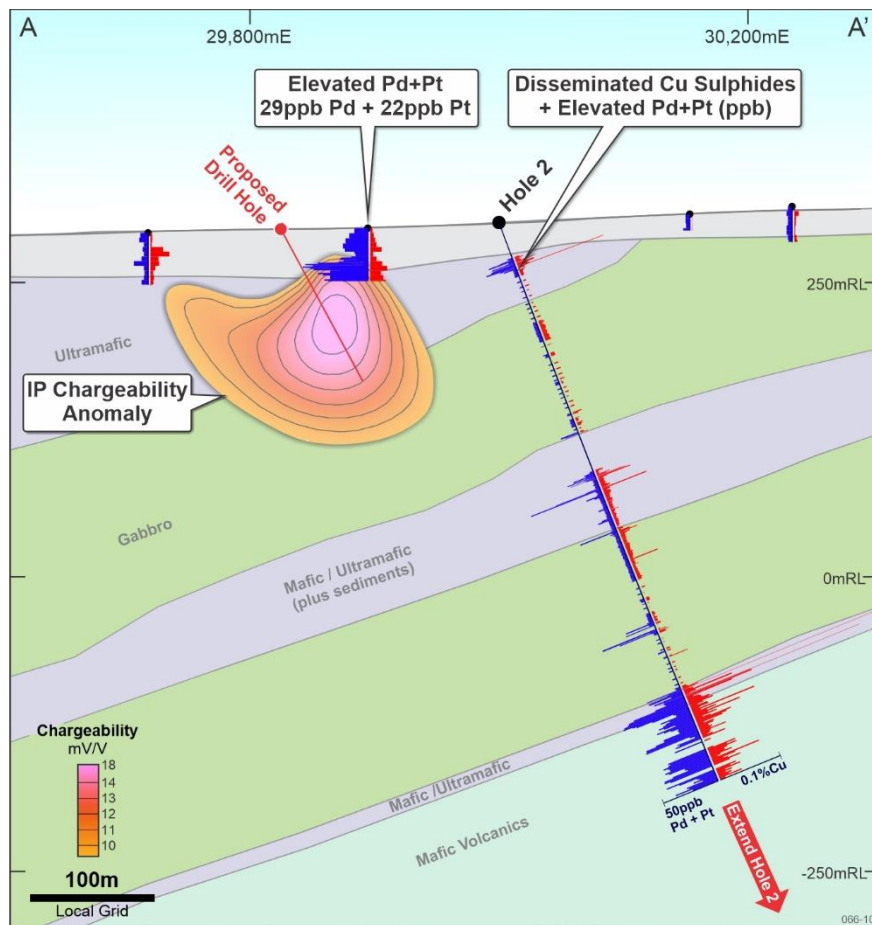 A
A'
29,800mE
30,200mE
Elevated Pd+Pt
29ppb Pd + 22ppb Pt
Disseminated Cu Sulphides
+ Elevated Pd+Pt (ppb)
Proposed
Drill Hole
Hole 2
250mRL
Ultramafic
IP Chargeability
Anomaly
Gabbro
Mafic / Ultramafic
(plus sediments)
0mRL
Chargeability
mV/V
18
14
13
12
11
10
Mafic /Ultramafic
0.1%Cu
50ppb
Pd + Pt
Mafic Volcanics
Extend Hole 2
-250mRL
100m
Local Grid
066-10